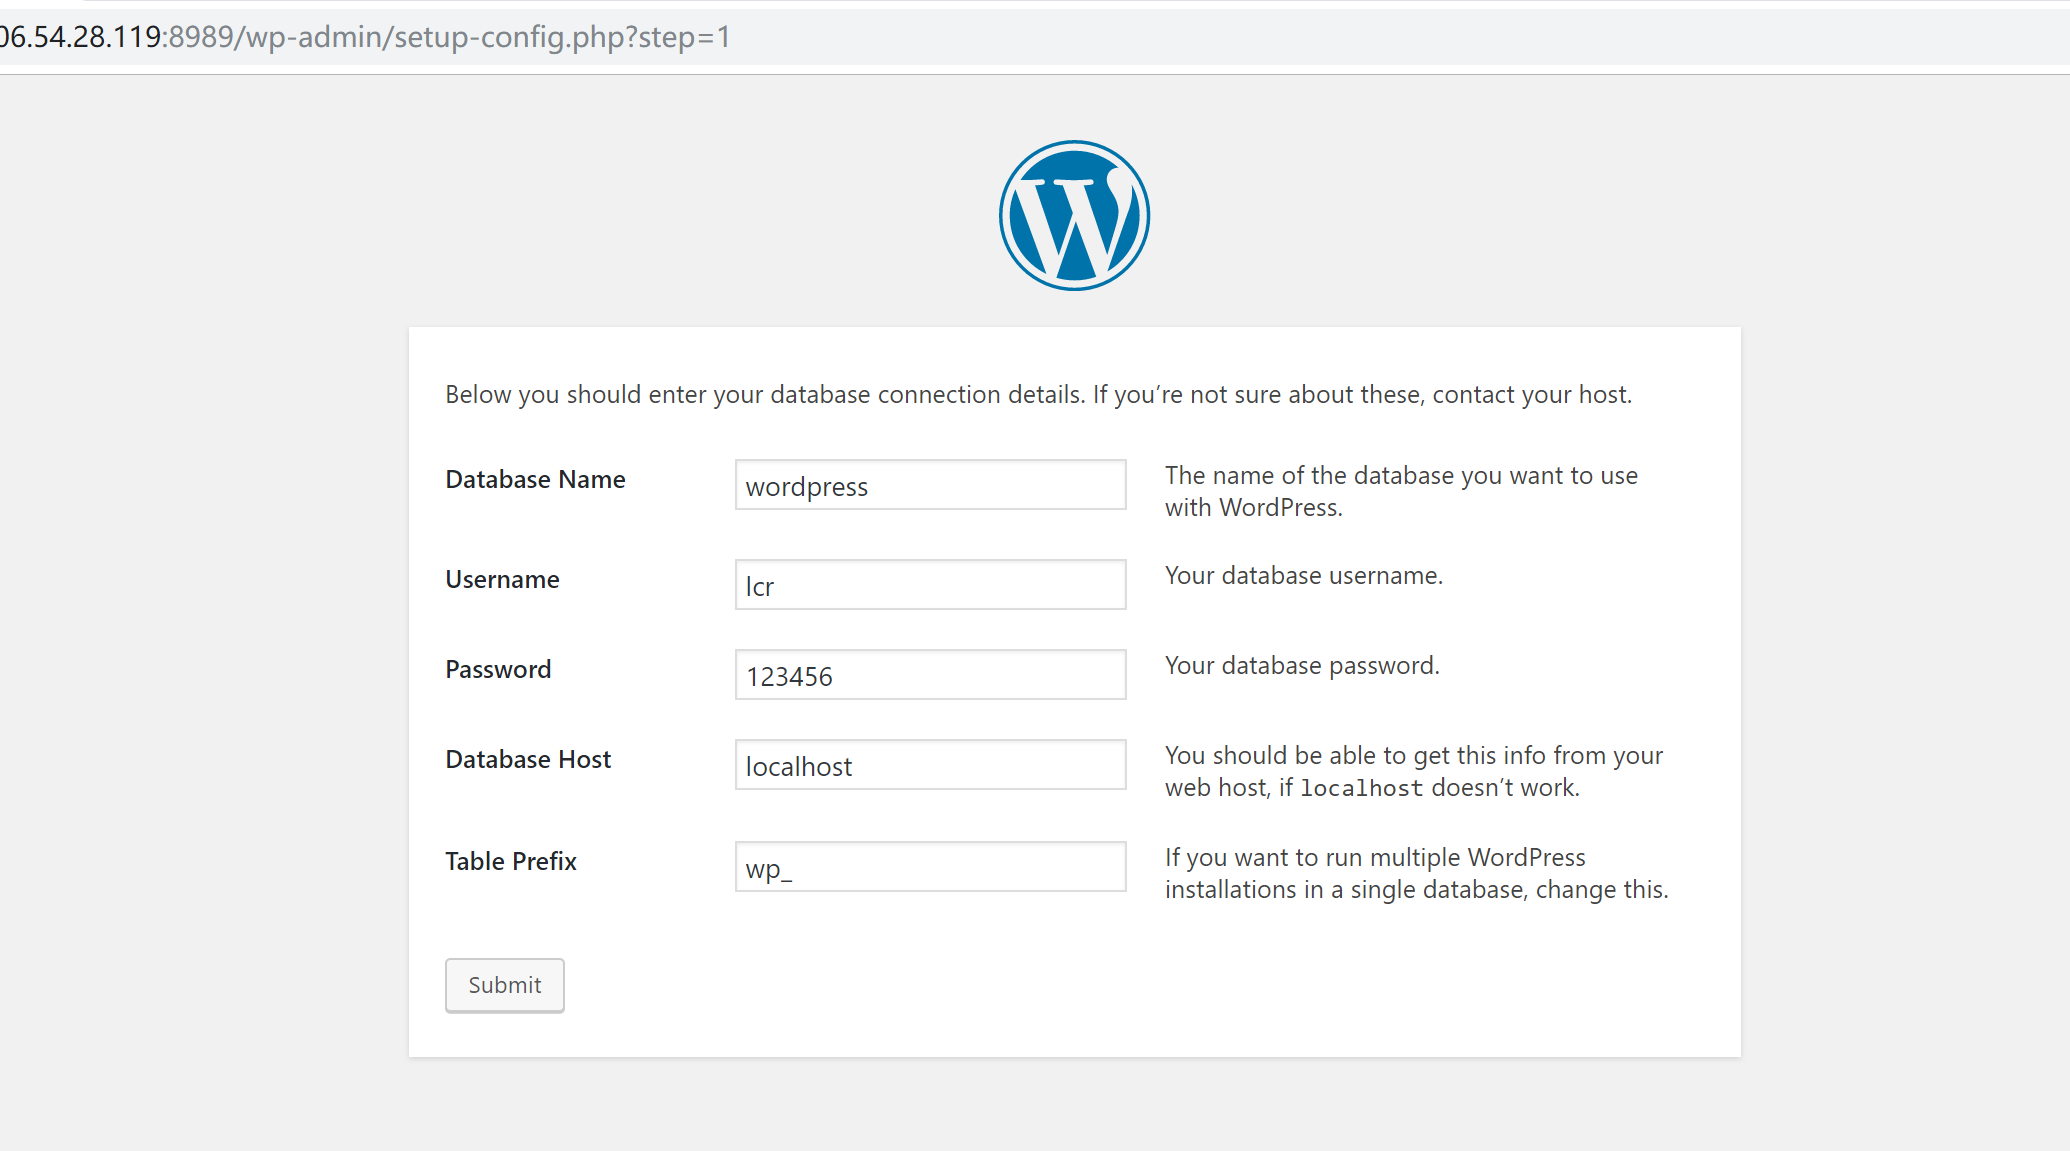 06.54.28.119:8989/wp-admin/setup-config.php?step=1
Below you should enter your database connection details. If you’re not sure about these, contact your host.
Database Name
wordpress
The name of the database you want to use
with WordPress.
Username
lcr
Your database username.
Password
123456
Your database password.
Database Host
localhost
You should be able to get this info from your
web host, if localhost doesn’t work.
Table Prefix
wp_
If you want to run multiple WordPress
installations in a single database, change this.
Submit